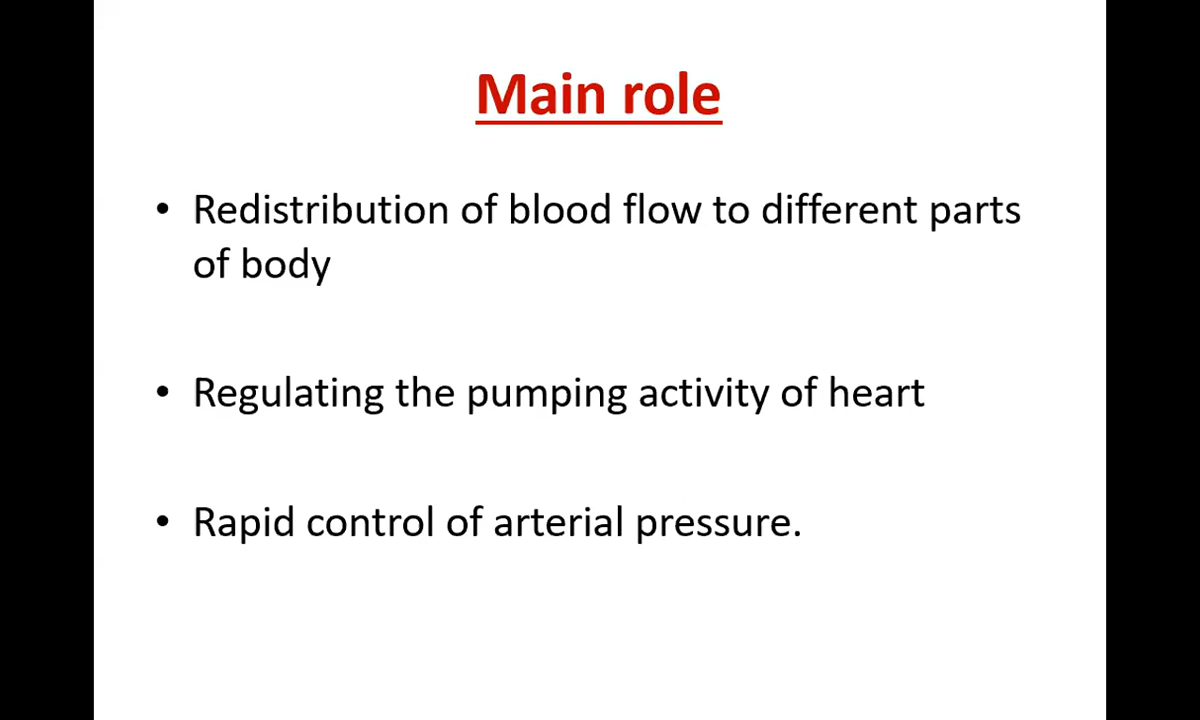 Main role
• Redistribution of blood flow to different parts
of body
• Regulating the pumping activity of heart
• Rapid control of arterial pressure.